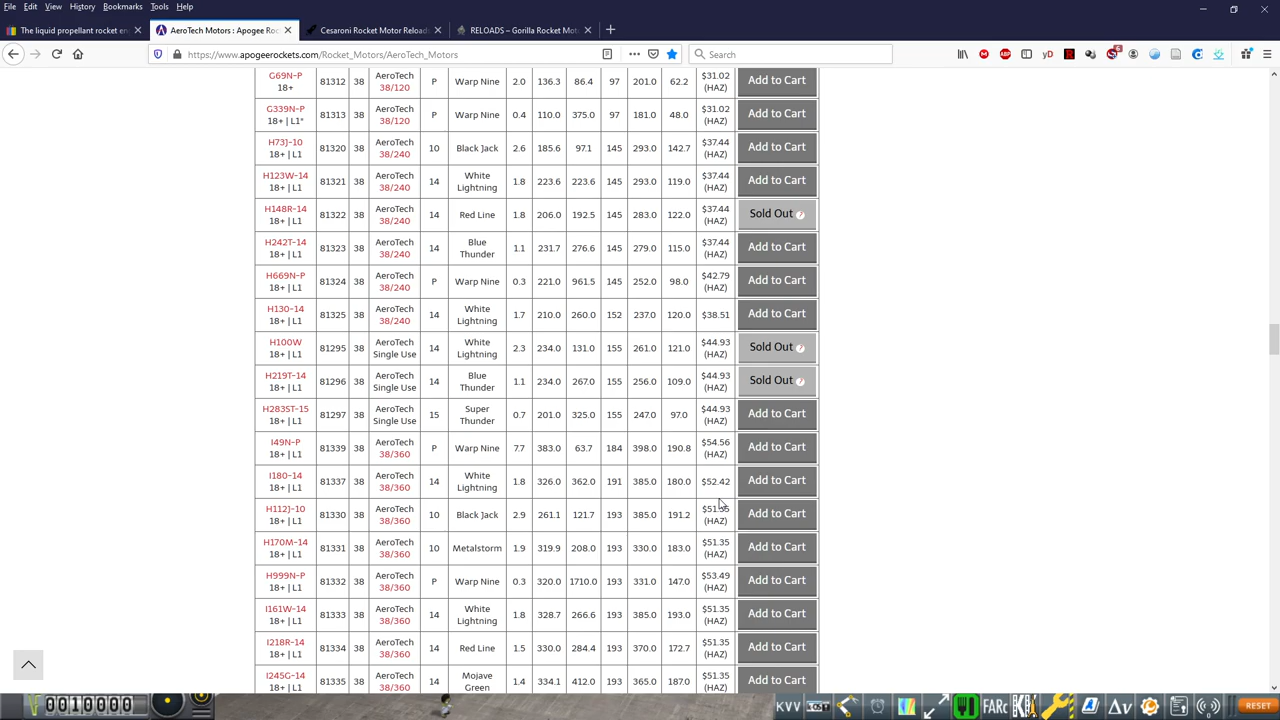 File Edit View History Bookmarks Tools Help
The liquid propellant rocket en
AeroTech Motors : Apogee Roc
Cesaroni Rocket Motor Reload
RELOADS – Gorilla Rocket Mot
https://www.apogeerockets.com/Rocket_Motors/AeroTech_Motors
Search
G69N-P 81312 38 AeroTech P Warp Nine 2.0 136.3 86.4 97 201.0 62.2 $31.02 Add to Cart
18+ 38/120 (HAZ)
G339N-P 81313 38 AeroTech P Warp Nine 0.4 110.0 375.0 97 181.0 48.0 $31.02 Add to Cart
18+ | L1* 38/120 (HAZ)
H73J-10 81320 38 AeroTech 10 Black Jack 2.6 185.6 97.1 145 293.0 142.7 $37.44 Add to Cart
18+ | L1 38/240 (HAZ)
H123W-14 81321 38 AeroTech 14 White 1.8 223.6 223.6 145 293.0 119.0 $37.44 Add to Cart
18+ | L1 38/240 Lightning (HAZ)
H148R-14 81322 38 AeroTech 14 Red Line 1.8 206.0 192.5 145 283.0 122.0 $37.44 Sold Out ?
18+ | L1 38/240 (HAZ)
H242T-14 81323 38 AeroTech 14 Blue 1.1 231.7 276.6 145 279.0 115.0 $37.44 Add to Cart
18+ | L1 38/240 Thunder (HAZ)
H669N-P 81324 38 AeroTech P Warp Nine 0.3 221.0 961.5 145 252.0 98.0 $42.79 Add to Cart
18+ | L1 38/240 (HAZ)
H130-14 81325 38 AeroTech 14 White 1.7 210.0 260.0 152 237.0 120.0 $38.51 Add to Cart
18+ | L1 38/240 Lightning
H100W 81295 38 AeroTech 14 White 2.3 234.0 131.0 155 261.0 121.0 $44.93 Sold Out ?
18+ | L1 Single Use Lightning (HAZ)
H219T-14 81296 38 AeroTech 14 Blue 1.1 234.0 267.0 155 256.0 109.0 $44.93 Sold Out ?
18+ | L1 Single Use Thunder (HAZ)
H283ST-15 81297 38 AeroTech 15 Super 0.7 201.0 325.0 155 247.0 97.0 $44.93 Add to Cart
18+ | L1 Single Use Thunder (HAZ)
I49N-P 81339 38 AeroTech P Warp Nine 7.7 383.0 63.7 184 398.0 190.8 $54.56 Add to Cart
18+ | L1 38/360 (HAZ)
I180-14 81337 38 AeroTech 14 White 1.8 326.0 362.0 191 385.0 180.0 $52.42 Add to Cart
18+ | L1 38/360 Lightning
H112J-10 81330 38 AeroTech 10 Black Jack 2.9 261.1 121.7 193 385.0 191.2 $51.35 Add to Cart
18+ | L1 38/360 (HAZ)
H170M-14 81331 38 AeroTech 10 Metalstorm 1.9 319.9 208.0 193 330.0 183.0 $51.35 Add to Cart
18+ | L1 38/360 (HAZ)
H999N-P 81332 38 AeroTech P Warp Nine 0.3 320.0 1710.0 193 331.0 147.0 $53.49 Add to Cart
18+ | L1 38/360 (HAZ)
I161W-14 81333 38 AeroTech 14 White 1.8 328.7 266.6 193 385.0 193.0 $51.35 Add to Cart
18+ | L1 38/360 Lightning (HAZ)
I218R-14 81334 38 AeroTech 14 Red Line 1.5 330.0 284.4 193 370.0 172.7 $51.35 Add to Cart
18+ | L1 38/360 (HAZ)
I245G-14 81335 38 AeroTech 14 Mojave 1.4 334.1 412.0 193 365.0 187.0 $51.35 Add to Cart
18+ | L1 38/360 Green (HAZ)
KVV FARc Δv RESET